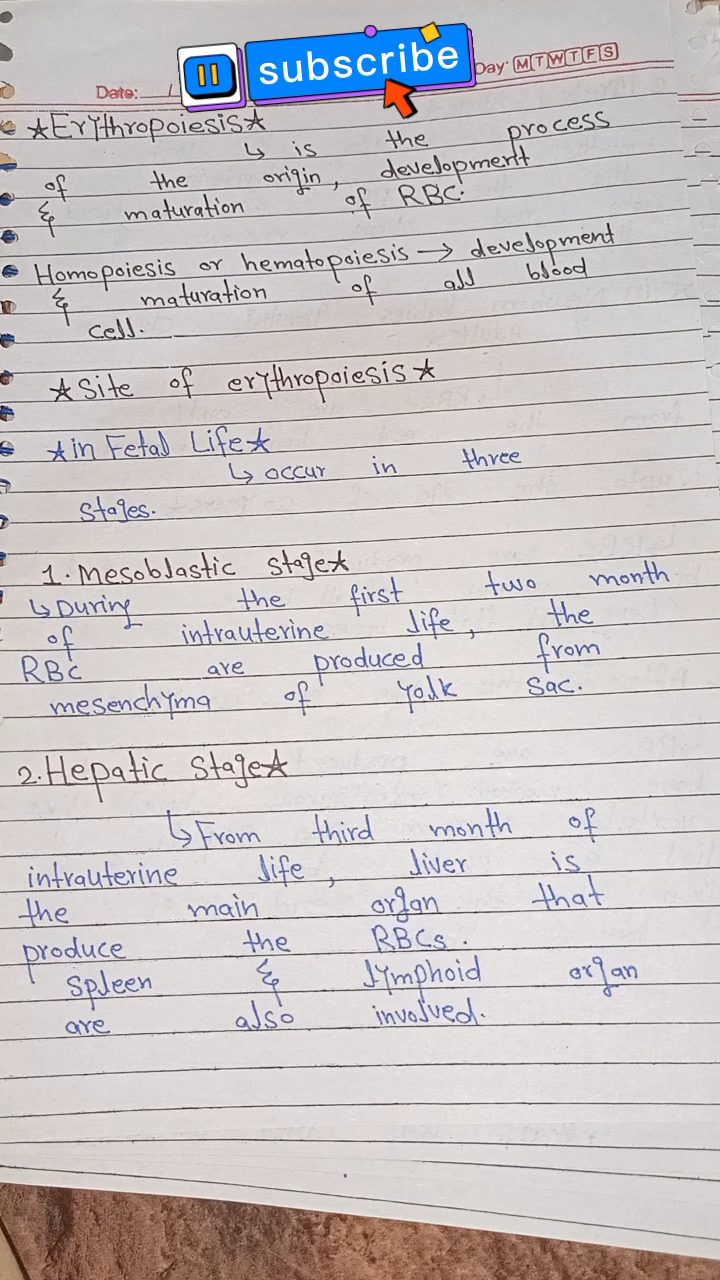 subscribe
Date: Day: M T W T F S
★Erythropoiesis★
↳ is the process
of the origin, development
& maturation of RBC.
Homopoiesis or hematopoiesis → development
& maturation of all blood
cell.
★Site of erythropoiesis★
★in Fetal Life★
↳ occur in three
stages.
1. Mesoblastic stage★
↳During the first two month
of intrauterine life, the
RBC are produced from
mesenchyma of yolk sac.
2. Hepatic Stage★
↳From third month of
intrauterine life, liver is
the main organ that
produce the RBCs.
Spleen & lymphoid organ
are also involved.